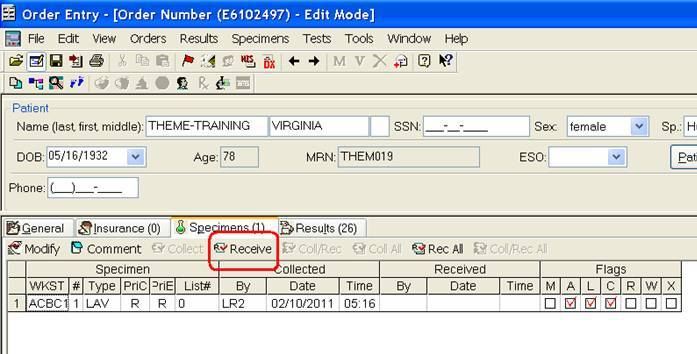 Order Entry - [Order Number (E6102497) - Edit Mode]
File Edit View Orders Results Specimens Tests Tools Window Help
HLS DX M V X
Patient
Name (last, first, middle): THEME-TRAINING VIRGINIA SSN: ___-__-____ Sex: female Sp.:
DOB: 05/16/1932 Age: 78 MRN: THEM019 ESO: Pati
Phone: (___)___-____
General Insurance (0) Specimens (1) Results (26)
Modify Comment Collect Receive Coll/Rec Coll All Rec All Coll/Rec All
Specimen Collected Received Flags
WKST # Type PriC PriE List# By Date Time By Date Time M A L C R W X
1 ACBC1 1 LAV R R 0 LR2 02/10/2011 05:16